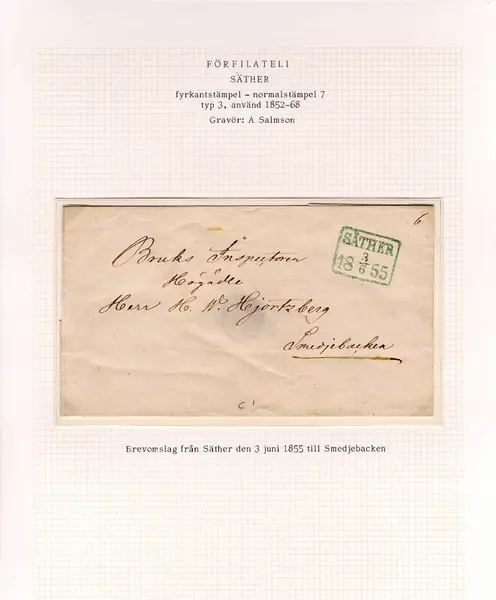 FÖRFILATELI
SÄTHER
fyrkantstämpel - normalstämpel 7
typ 3, använd 1852-68
Gravör: A Salmson
6
SÄTHER
3
18 6 55
Bruks Inspectoren
Högädle
Herr H. W. Hjortzberg
Smedjebacken
c !
Brevomslag från Säther den 3 juni 1855 till Smedjebacken